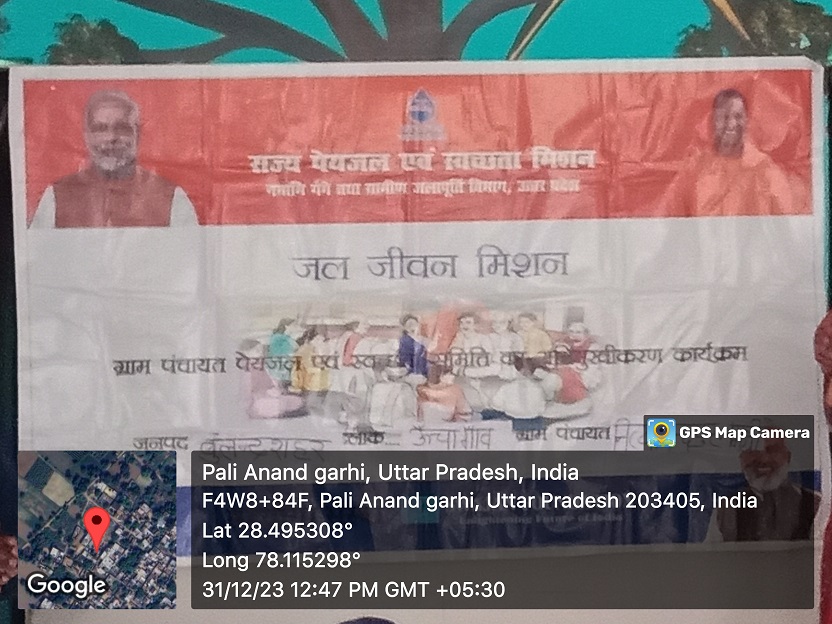 राज्य पेयजल एवं स्वच्छता मिशन
नमामि गंगे तथा ग्रामीण जलापूर्ति विभाग, उत्तर प्रदेश
जल जीवन मिशन
ग्राम पंचायत पेयजल एवं स्वच्छता समिति का अभिमुखीकरण कार्यक्रम
जनपद बुलन्दशहर ब्लाक ऊंचागांव ग्राम पंचायत
GPS Map Camera
Pali Anand garhi, Uttar Pradesh, India
F4W8+84F, Pali Anand garhi, Uttar Pradesh 203405, India
Lat 28.495308°
Long 78.115298°
31/12/23 12:47 PM GMT +05:30
Google